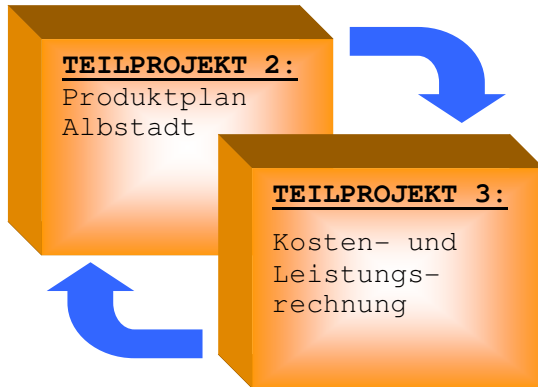 TEILPROJEKT 2:
Produktplan
Albstadt
TEILPROJEKT 3:
Kosten- und
Leistungs-
rechnung